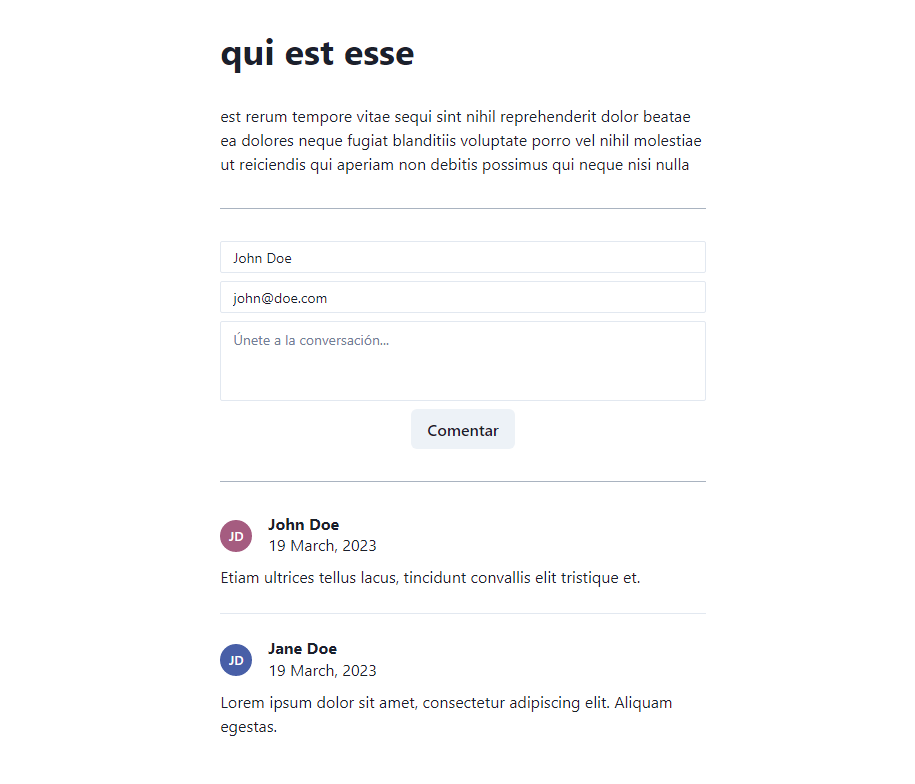 qui est esse
est rerum tempore vitae sequi sint nihil reprehenderit dolor beatae
ea dolores neque fugiat blanditiis voluptate porro vel nihil molestiae
ut reiciendis qui aperiam non debitis possimus qui neque nisi nulla
John Doe
john@doe.com
Únete a la conversación...
Comentar
JD
John Doe
19 March, 2023
Etiam ultrices tellus lacus, tincidunt convallis elit tristique et.
JD
Jane Doe
19 March, 2023
Lorem ipsum dolor sit amet, consectetur adipiscing elit. Aliquam
egestas.